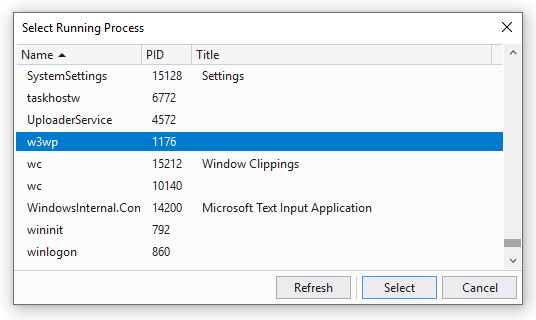 Select Running Process
Name PID Title
SystemSettings 15128 Settings
taskhostw 6772
UploaderService 4572
w3wp 1176
wc 15212 Window Clippings
wc 10140
WindowsInternal.Con 14200 Microsoft Text Input Application
wininit 792
winlogon 860
Refresh Select Cancel